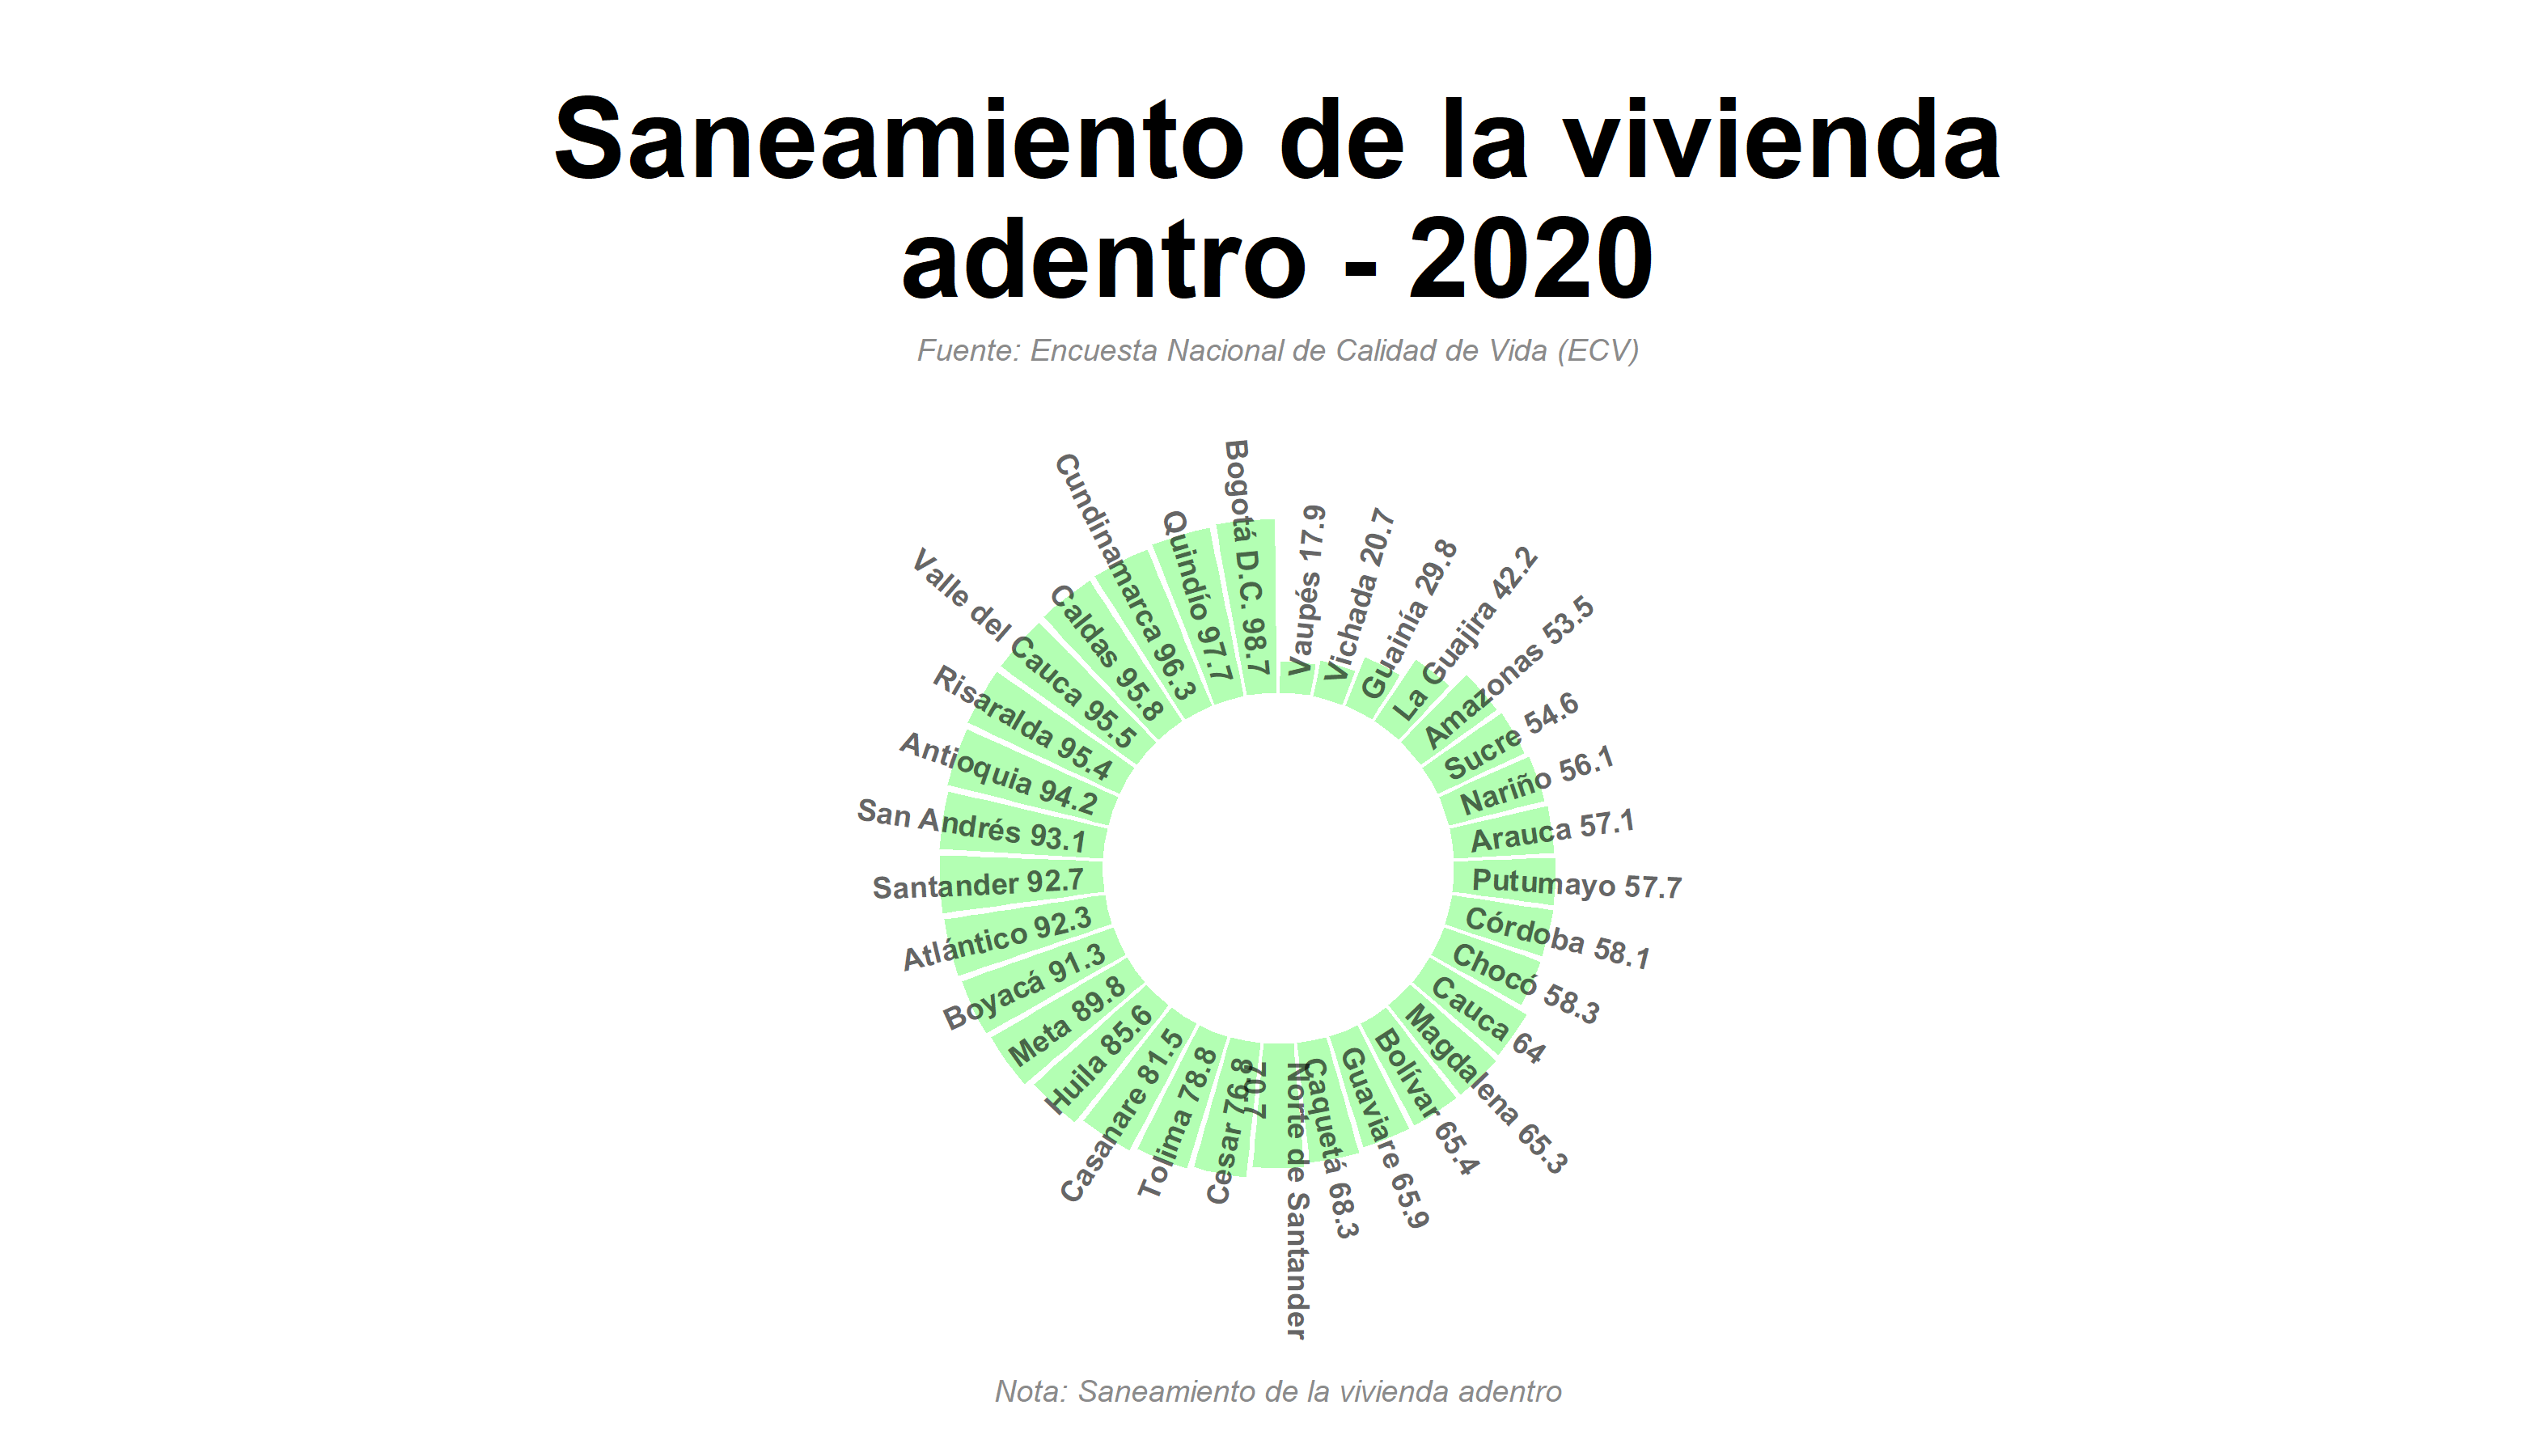 Saneamiento de la vivienda
adentro - 2020
Fuente: Encuesta Nacional de Calidad de Vida (ECV)
Vaupés 17.9
Vichada 20.7
Guainía 29.8
La Guajira 42.2
Amazonas 53.5
Sucre 54.6
Nariño 56.1
Arauca 57.1
Putumayo 57.7
Córdoba 58.1
Chocó 58.3
Cauca 64
Magdalena 65.3
Bolívar 65.4
Guaviare 65.9
Caquetá 68.3
Norte de Santander
70.7
Cesar 76.8
Tolima 78.8
Casanare 81.5
Huila 85.6
Meta 89.8
Boyacá 91.3
Atlántico 92.3
Santander 92.7
San Andrés 93.1
Antioquia 94.2
Risaralda 95.4
Valle del Cauca 95.5
Caldas 95.8
Cundinamarca 96.3
Quindío 97.7
Bogotá D.C. 98.7
Nota: Saneamiento de la vivienda adentro